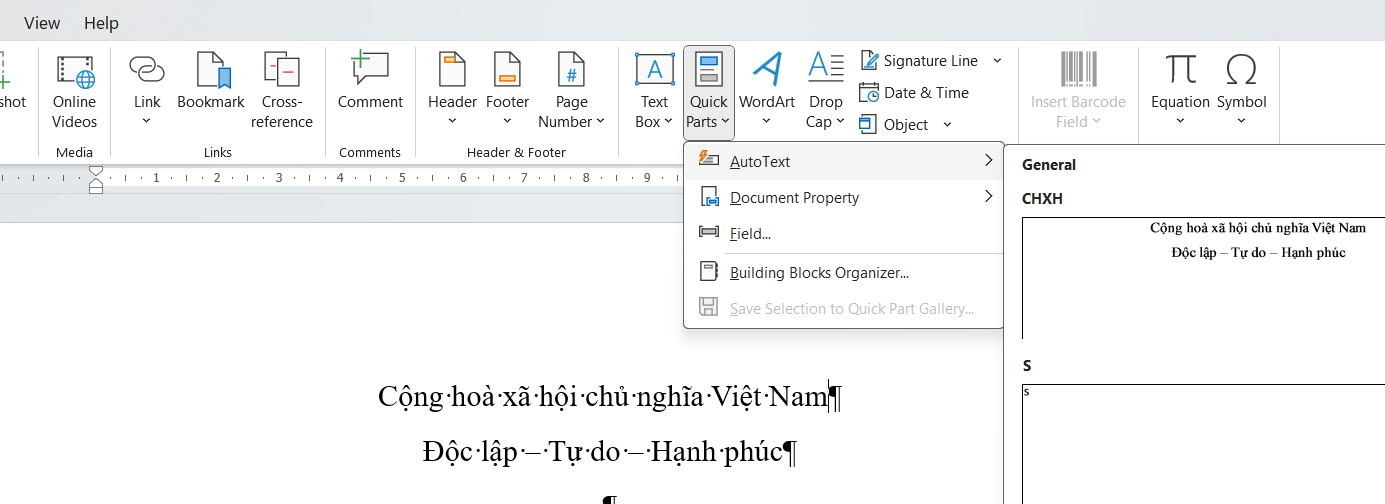 View Help
shot
Online Videos
Media
Link
Bookmark
Cross-reference
Links
Comment
Comments
Header
Footer
Page Number
#
Header & Footer
A
Text Box
Quick Parts
A
WordArt
A
Drop Cap
Signature Line
Date & Time
Object
Insert Barcode Field
π
Equation
Ω
Symbol
1 2 3 4 5 6 7 8 9
AutoText
Document Property
Field...
Building Blocks Organizer...
Save Selection to Quick Part Gallery...
General
CHXH
Cộng hoà xã hội chủ nghĩa Việt Nam
Độc lập – Tự do – Hạnh phúc
S
s
Cộng·hoà·xã·hội·chủ·nghĩa·Việt·Nam¶
Độc·lập·–·Tự·do·–·Hạnh·phúc¶
¶